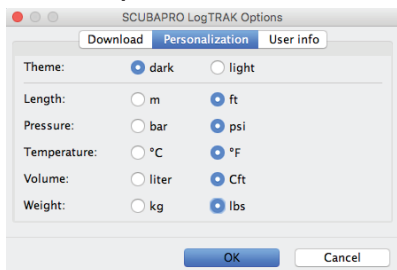 SCUBAPRO LogTRAK Options
Download Personalization User info
Theme: dark light
Length: m ft
Pressure: bar psi
Temperature: °C °F
Volume: liter Cft
Weight: kg lbs
OK Cancel